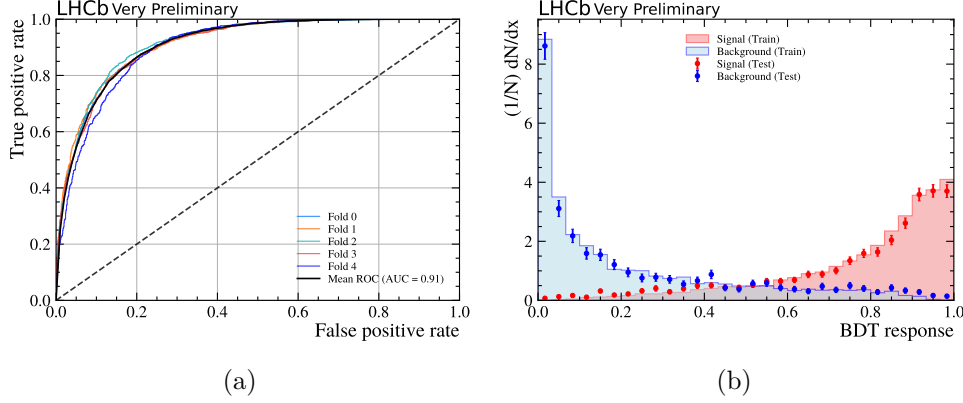 LHCb Very Preliminary
True positive rate
1.0
0.8
0.6
0.4
0.2
0.0
0.0 0.2 0.4 0.6 0.8 1.0
False positive rate
Fold 0
Fold 1
Fold 2
Fold 3
Fold 4
Mean ROC (AUC = 0.91)
(a)
LHCb Very Preliminary
(1/N) dN/dx
8
6
4
2
0
0.0 0.2 0.4 0.6 0.8 1.0
BDT response
Signal (Train)
Background (Train)
Signal (Test)
Background (Test)
(b)